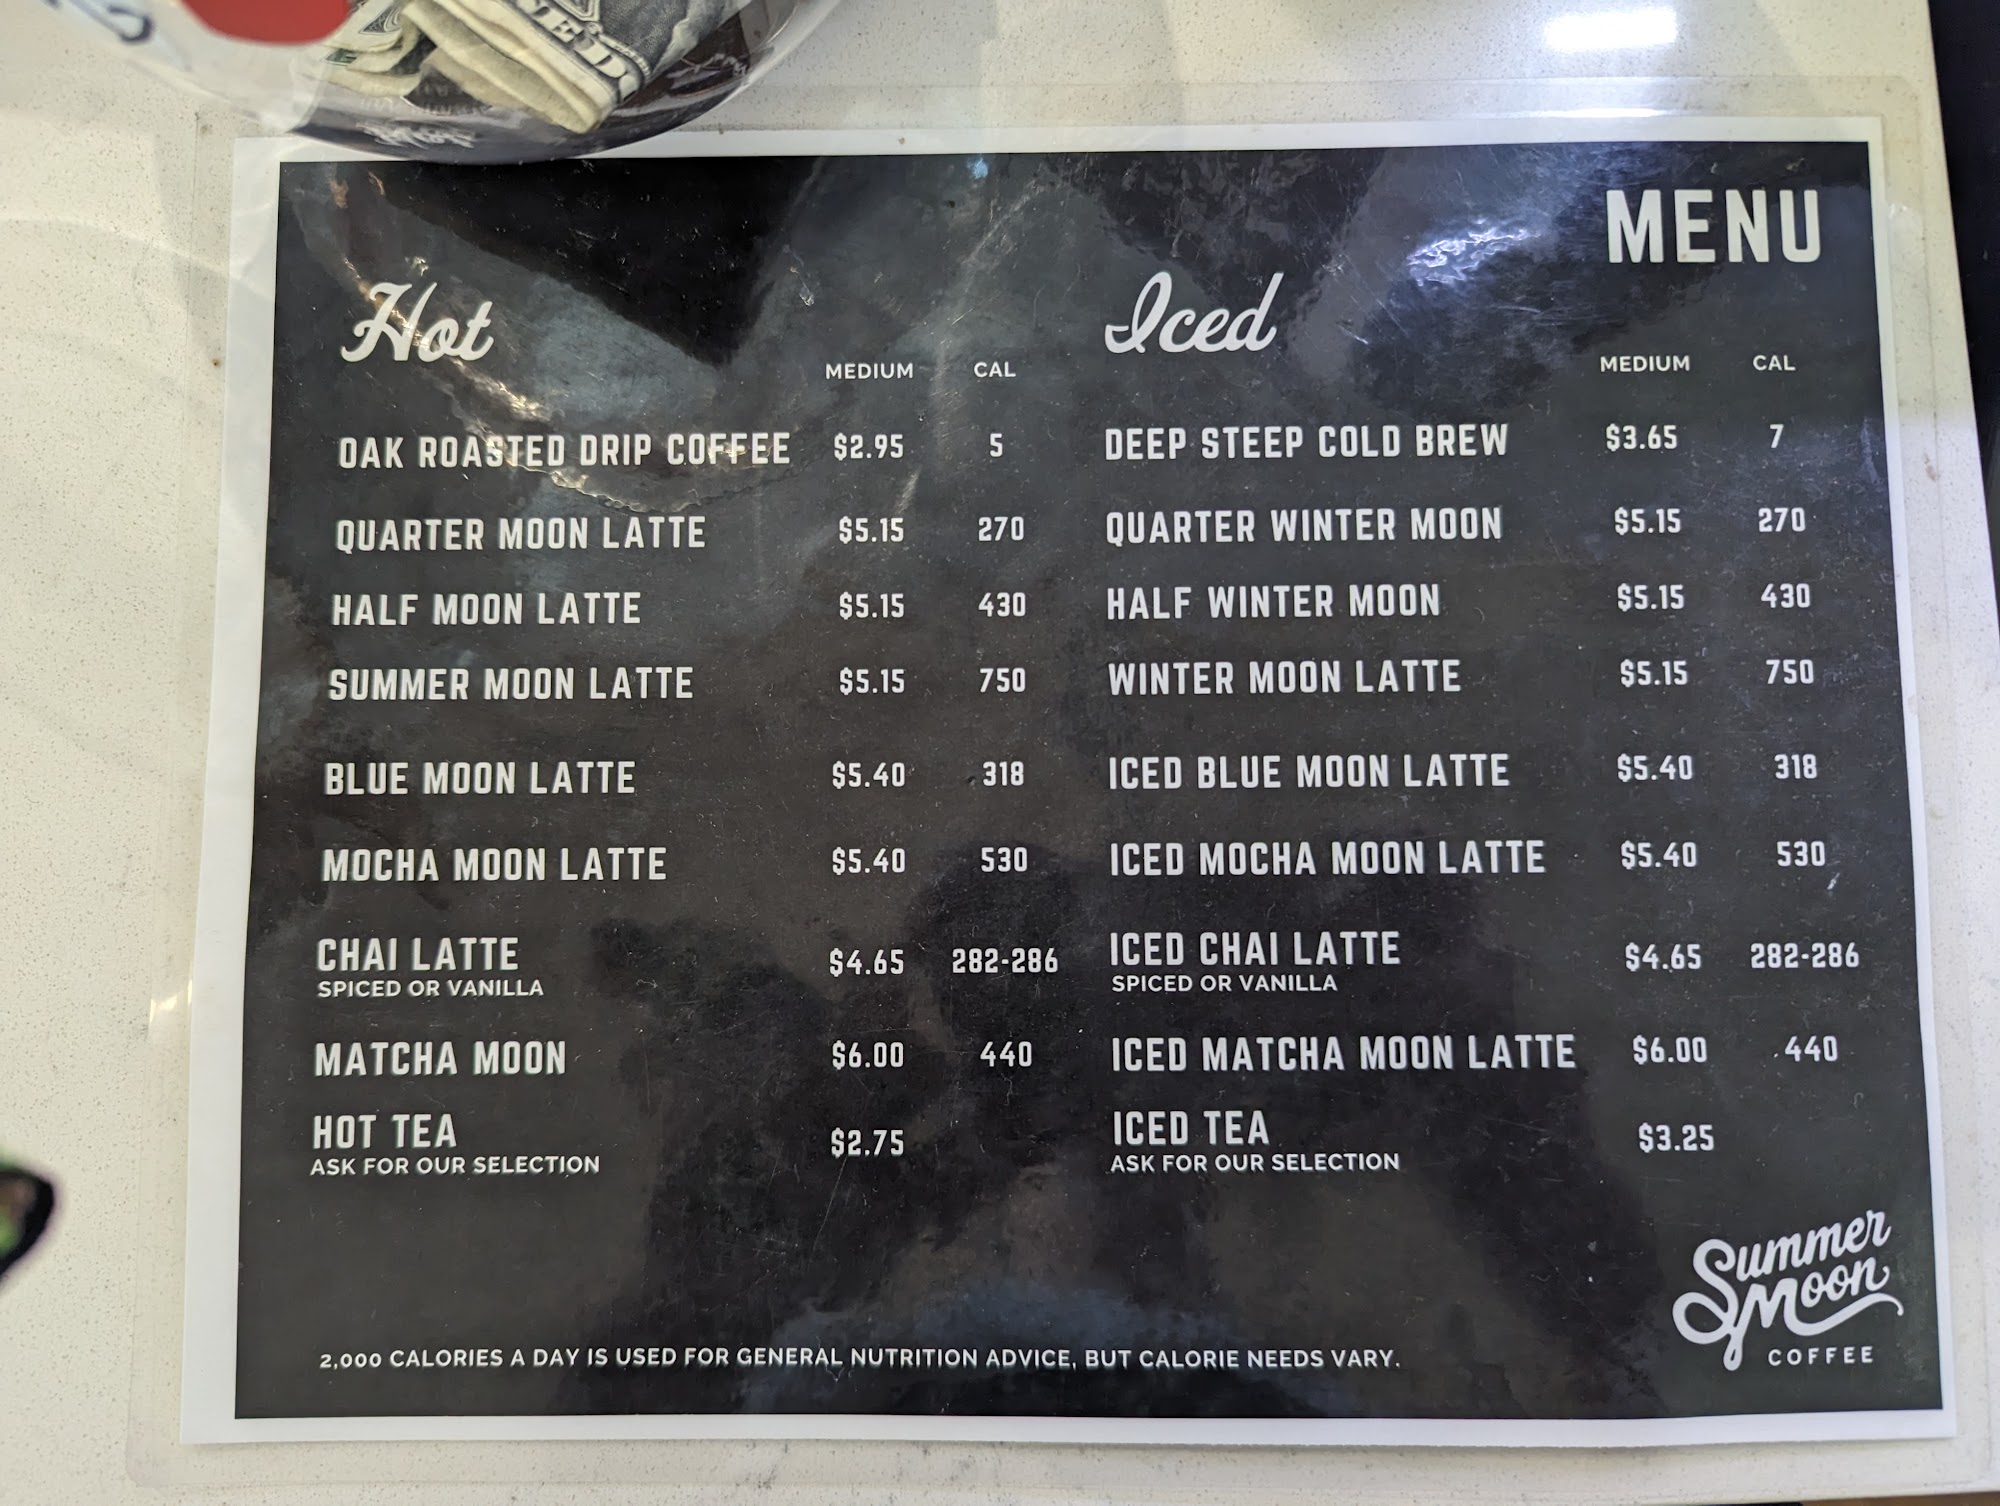 MENU
Hot
MEDIUM CAL
OAK ROASTED DRIP COFFEE $2.95 5
QUARTER MOON LATTE $5.15 270
HALF MOON LATTE $5.15 430
SUMMER MOON LATTE $5.15 750
BLUE MOON LATTE $5.40 318
MOCHA MOON LATTE $5.40 530
CHAI LATTE $4.65 282-286
SPICED OR VANILLA
MATCHA MOON $6.00 440
HOT TEA $2.75
ASK FOR OUR SELECTION
Iced
MEDIUM CAL
DEEP STEEP COLD BREW $3.65 7
QUARTER WINTER MOON $5.15 270
HALF WINTER MOON $5.15 430
WINTER MOON LATTE $5.15 750
ICED BLUE MOON LATTE $5.40 318
ICED MOCHA MOON LATTE $5.40 530
ICED CHAI LATTE $4.65 282-286
SPICED OR VANILLA
ICED MATCHA MOON LATTE $6.00 440
ICED TEA $3.25
ASK FOR OUR SELECTION
2,000 CALORIES A DAY IS USED FOR GENERAL NUTRITION ADVICE, BUT CALORIE NEEDS VARY.
Summer
Moon
COFFEE